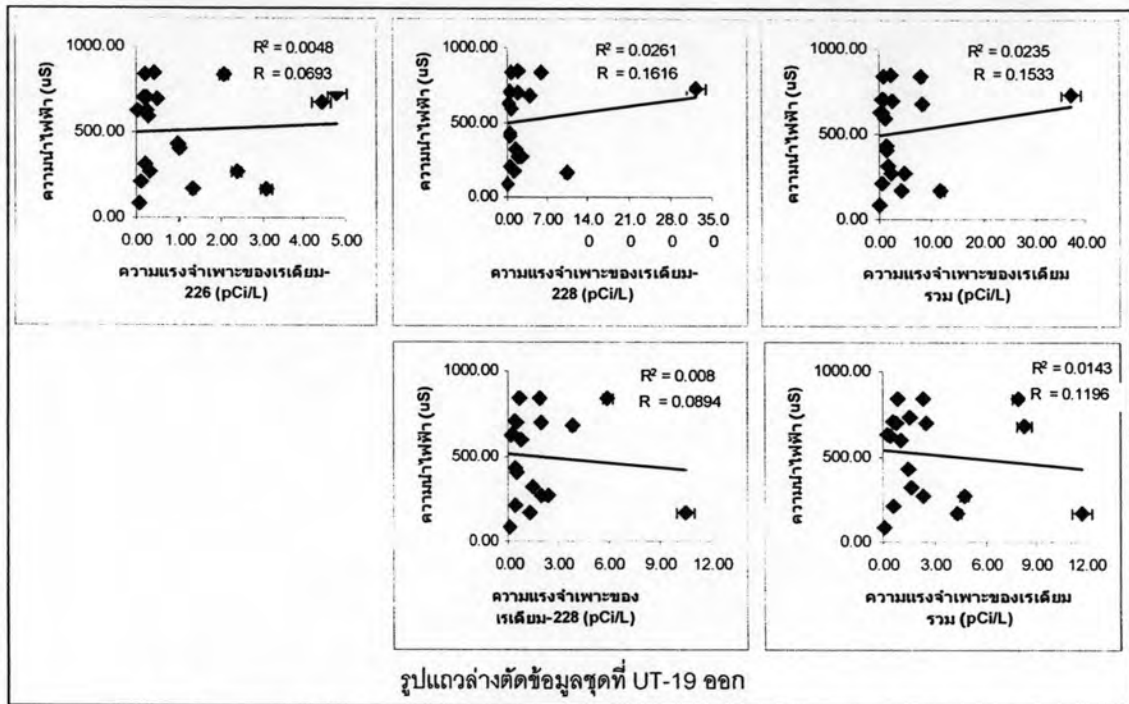 1000.00
500.00
0.00
ความนำไฟฟ้า (uS)
R² = 0.0048
R = 0.0693
0.00 1.00 2.00 3.00 4.00 5.00
ความแรงจำเพาะของเรเดียม-
226 (pCi/L)
1000.00
500.00
0.00
ความนำไฟฟ้า (uS)
R² = 0.0261
R = 0.1616
0.00 7.00 14.0 21.0 28.0 35.0
0 0 0 0
ความแรงจำเพาะของเรเดียม-
228 (pCi/L)
1000.00
500.00
0.00
ความนำไฟฟ้า (uS)
R² = 0.0235
R = 0.1533
0.00 10.00 20.00 30.00 40.00
ความแรงจำเพาะของเรเดียม
รวม (pCi/L)
1000.00
500.00
0.00
ความนำไฟฟ้า (uS)
R² = 0.008
R = 0.0894
0.00 3.00 6.00 9.00 12.00
ความแรงจำเพาะของ
เรเดียม-228 (pCi/L)
1000.00
500.00
0.00
ความนำไฟฟ้า (uS)
R² = 0.0143
R = 0.1196
0.00 3.00 6.00 9.00 12.00
ความแรงจำเพาะของเรเดียม
รวม (pCi/L)
รูปแถวล่างตัดข้อมูลชุดที่ UT-19 ออก